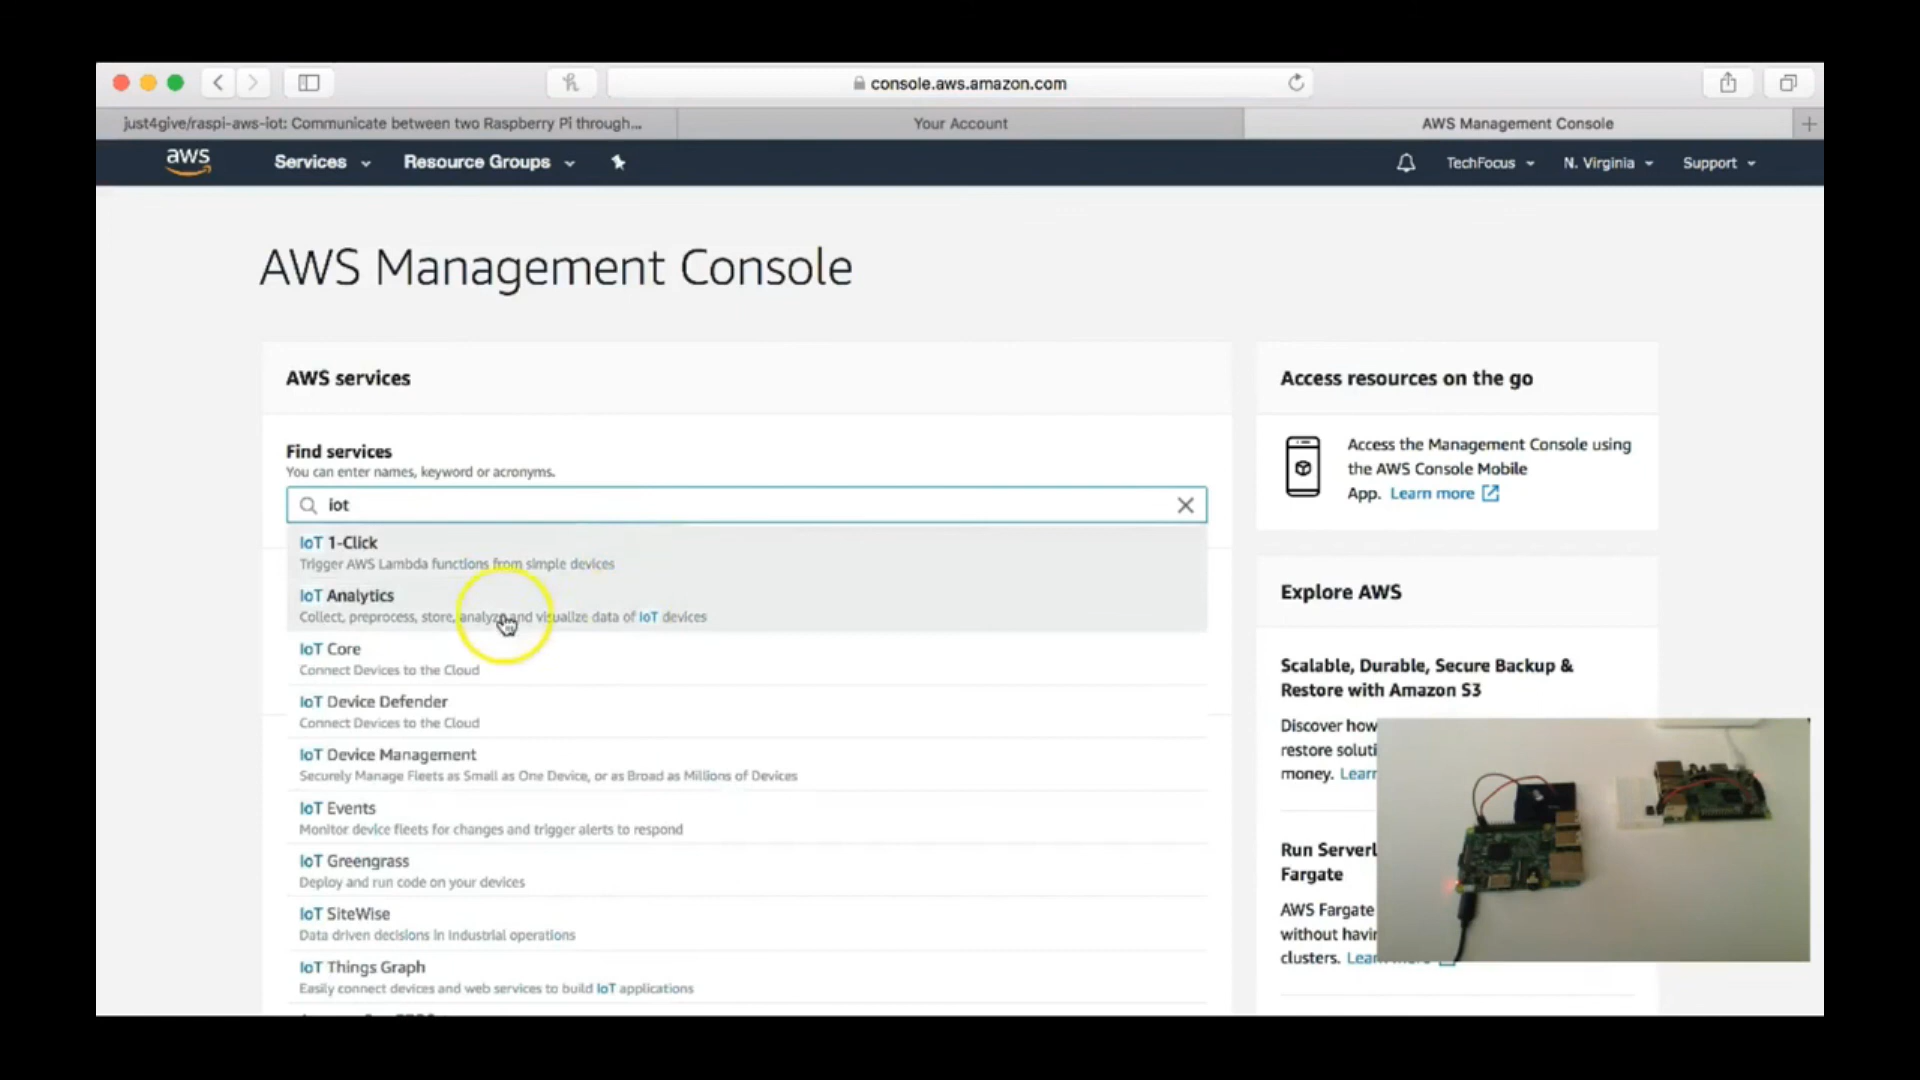 console.aws.amazon.com
just4give/raspi-aws-iot: Communicate between two Raspberry Pi through...
Your Account
AWS Management Console
aws
Services
Resource Groups
TechFocus
N. Virginia
Support
AWS Management Console
AWS services
Find services
You can enter names, keyword or acronyms.
iot
IoT 1-Click
Trigger AWS Lambda functions from simple devices
IoT Analytics
Collect, preprocess, store, analyze and visualize data of IoT devices
IoT Core
Connect Devices to the Cloud
IoT Device Defender
Connect Devices to the Cloud
IoT Device Management
Securely Manage Fleets as Small as One Device, or as Broad as Millions of Devices
IoT Events
Monitor device fleets for changes and trigger alerts to respond
IoT Greengrass
Deploy and run code on your devices
IoT SiteWise
Data driven decisions in industrial operations
IoT Things Graph
Easily connect devices and web services to build IoT applications
Access resources on the go
Access the Management Console using
the AWS Console Mobile
App. Learn more
Explore AWS
Scalable, Durable, Secure Backup &
Restore with Amazon S3
Discover how
restore soluti
money. Learr
Run Serverl
Fargate
AWS Fargate
without havin
clusters.